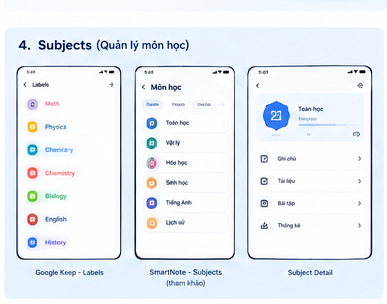 4. Subjects (Quản lý môn học)
5:01
Labels
Math
Physics
Chemistry
Biology
English
History
Google Keep - Labels
Môn học
Toán học
Vật lý
Hóa học
Sinh học
Tiếng Anh
Lịch sử
SmartNote - Subjects
(tham khảo)
Toán học
Ghi chú
Tài liệu
Bài tập
Thống kê
Subject Detail